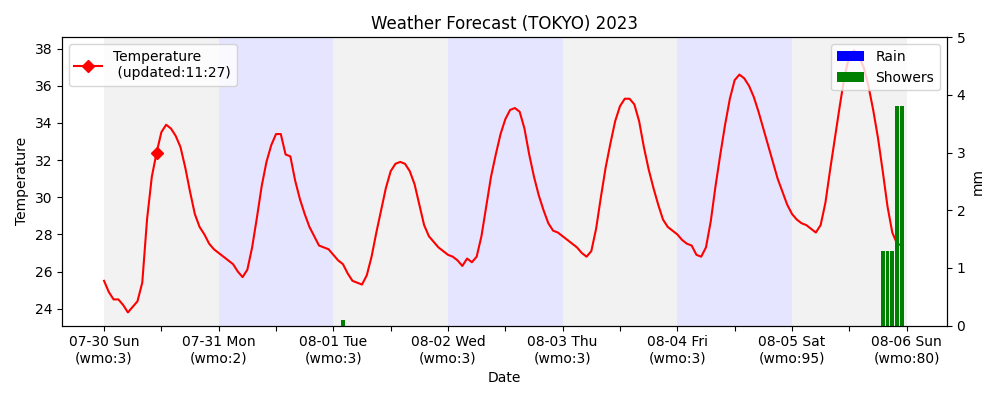 Weather Forecast (TOKYO) 2023
Temperature
(updated:11:27)
Rain
Showers
38
36
34
32
30
28
26
24
Temperature
5
4
3
2
1
0
mm
07-30 Sun
(wmo:3)
07-31 Mon
(wmo:2)
08-01 Tue
(wmo:3)
08-02 Wed
(wmo:3)
08-03 Thu
(wmo:3)
08-04 Fri
(wmo:3)
08-05 Sat
(wmo:95)
08-06 Sun
(wmo:80)
Date